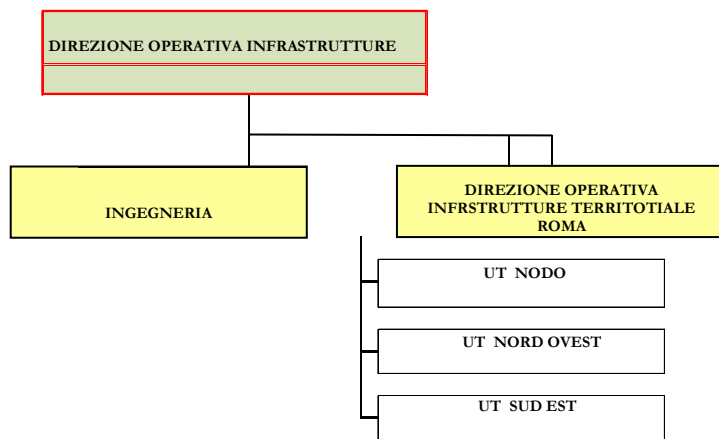 DIREZIONE OPERATIVA INFRASTRUTTURE
INGEGNERIA
DIREZIONE OPERATIVA
INFRSTRUTTURE TERRITOTIALE
ROMA
UT NODO
UT NORD OVEST
UT SUD EST